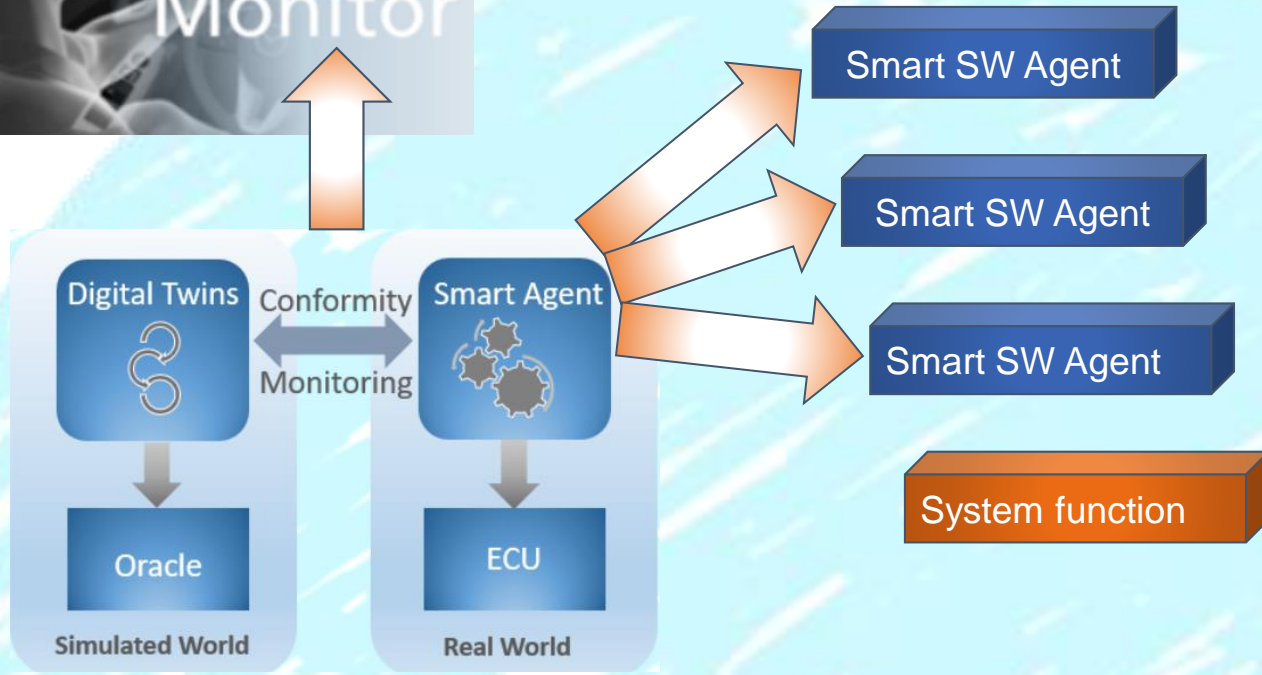 Monitor
Smart SW Agent
Smart SW Agent
Smart SW Agent
System function
Digital Twins
Conformity
Monitoring
Smart Agent
Oracle
ECU
Simulated World
Real World